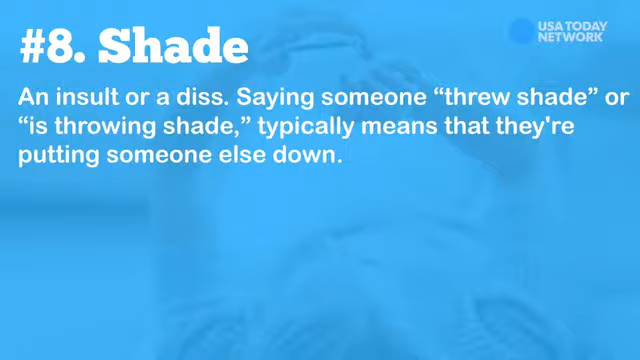 #8. Shade
USA TODAY
NETWORK
An insult or a diss. Saying someone “threw shade” or
“is throwing shade,” typically means that they're
putting someone else down.